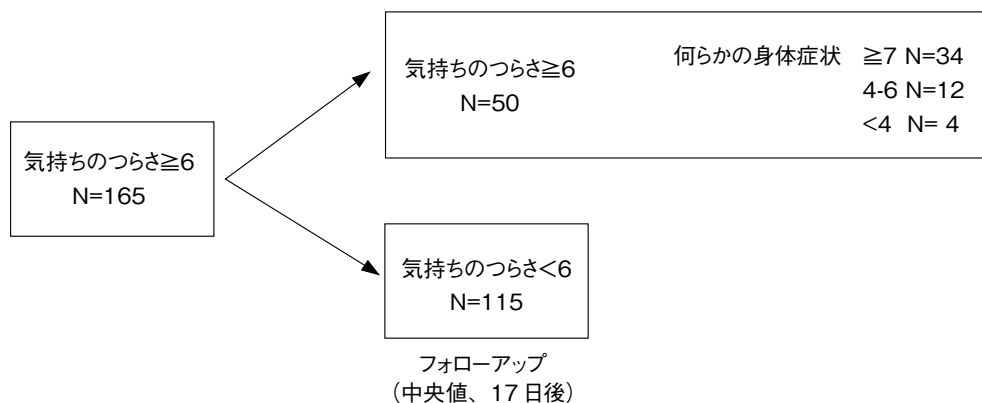 気持ちのつらさ≧6
N=165
気持ちのつらさ≧6
N=50
何らかの身体症状 ≧7 N=34
4-6 N=12
<4 N= 4
気持ちのつらさ<6
N=115
フォローアップ
（中央値、17日後）